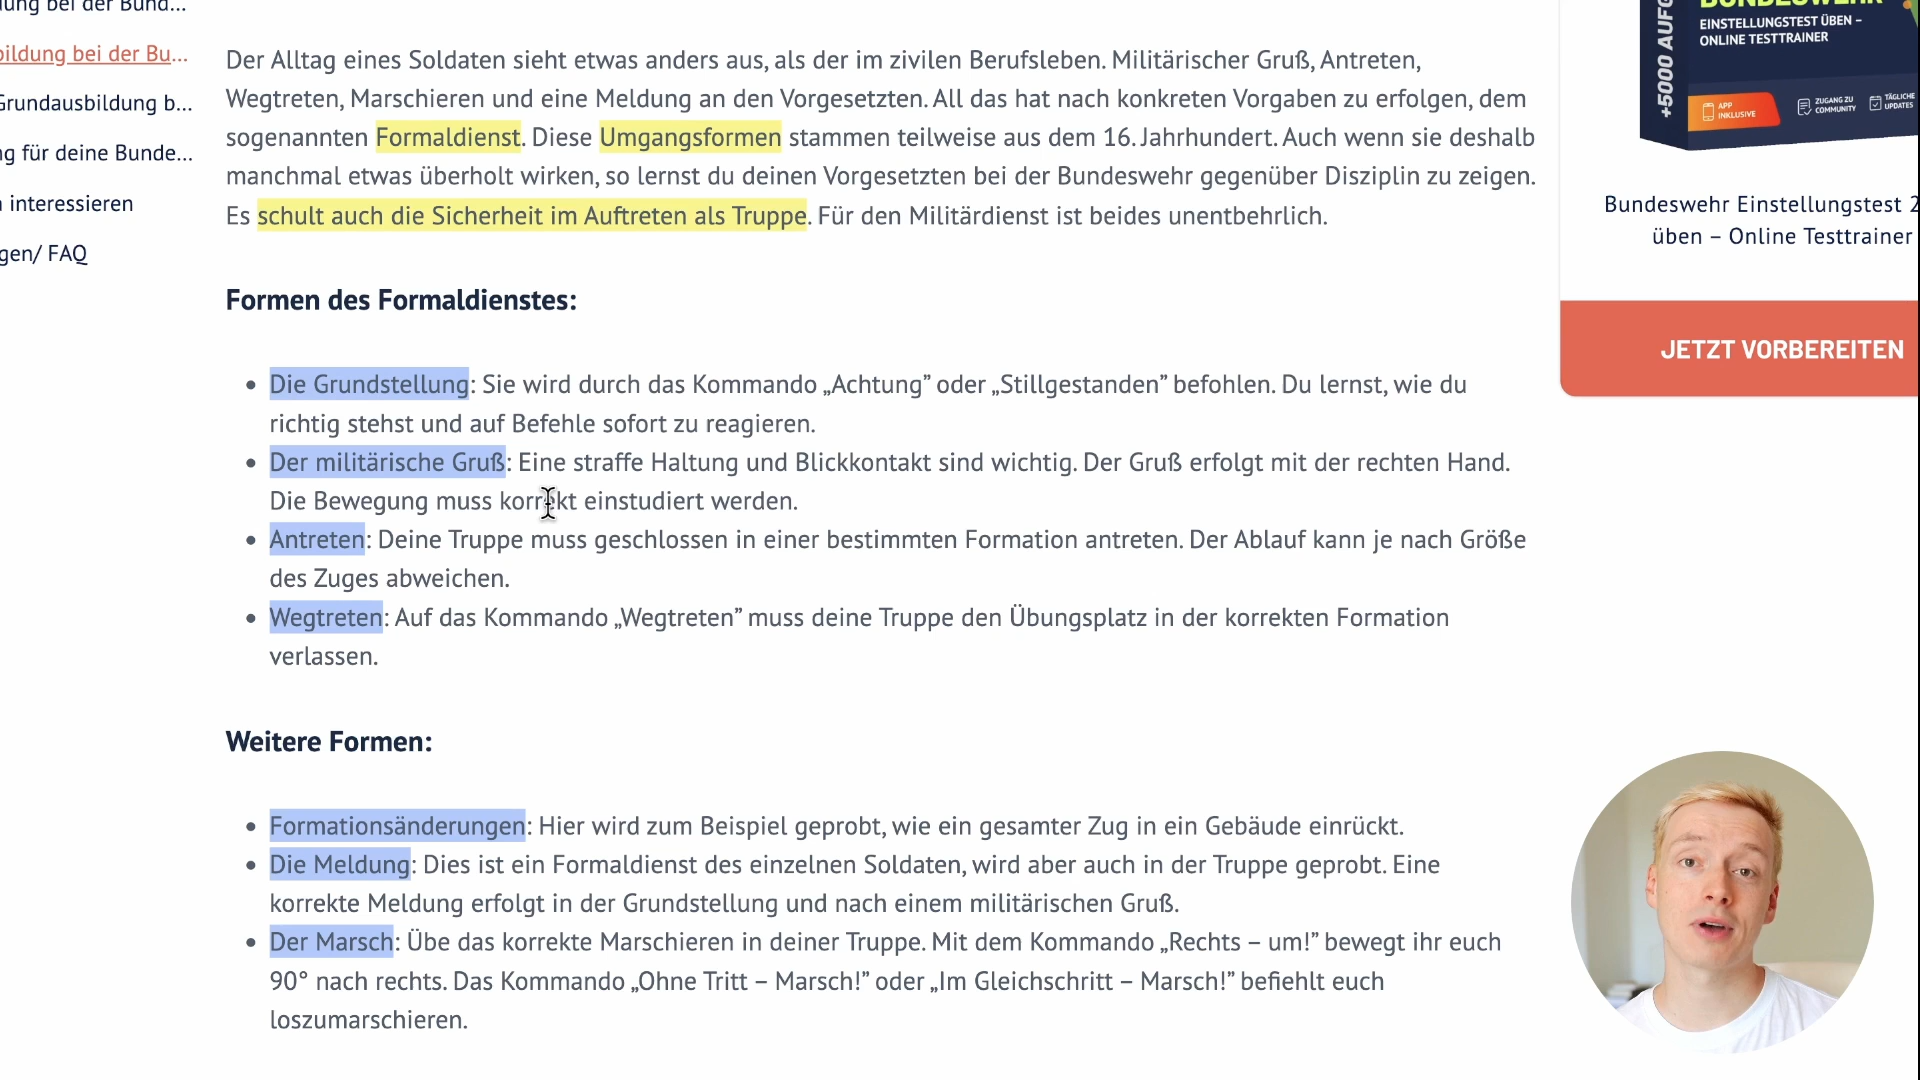 bildung bei der Bu...
Grundausbildung b...
ng für deine Bunde...
interessieren
gen/ FAQ
Der Alltag eines Soldaten sieht etwas anders aus, als der im zivilen Berufsleben. Militärischer Gruß, Antreten,
Wegtreten, Marschieren und eine Meldung an den Vorgesetzten. All das hat nach konkreten Vorgaben zu erfolgen, dem
sogenannten Formaldienst. Diese Umgangsformen stammen teilweise aus dem 16. Jahrhundert. Auch wenn sie deshalb
manchmal etwas überholt wirken, so lernst du deinen Vorgesetzten bei der Bundeswehr gegenüber Disziplin zu zeigen.
Es schult auch die Sicherheit im Auftreten als Truppe. Für den Militärdienst ist beides unentbehrlich.
Formen des Formaldienstes:
• Die Grundstellung: Sie wird durch das Kommando „Achtung” oder „Stillgestanden” befohlen. Du lernst, wie du
richtig stehst und auf Befehle sofort zu reagieren.
• Der militärische Gruß: Eine straffe Haltung und Blickkontakt sind wichtig. Der Gruß erfolgt mit der rechten Hand.
Die Bewegung muss korrekt einstudiert werden.
• Antreten: Deine Truppe muss geschlossen in einer bestimmten Formation antreten. Der Ablauf kann je nach Größe
des Zuges abweichen.
• Wegtreten: Auf das Kommando „Wegtreten” muss deine Truppe den Übungsplatz in der korrekten Formation
verlassen.
Weitere Formen:
• Formationsänderungen: Hier wird zum Beispiel geprobt, wie ein gesamter Zug in ein Gebäude einrückt.
• Die Meldung: Dies ist ein Formaldienst des einzelnen Soldaten, wird aber auch in der Truppe geprobt. Eine
korrekte Meldung erfolgt in der Grundstellung und nach einem militärischen Gruß.
• Der Marsch: Übe das korrekte Marschieren in deiner Truppe. Mit dem Kommando „Rechts – um!” bewegt ihr euch
90° nach rechts. Das Kommando „Ohne Tritt – Marsch!” oder „Im Gleichschritt – Marsch!” befiehlt euch
loszumarschieren.
BUNDESWEHR
EINSTELLUNGSTEST ÜBEN –
ONLINE TESTTRAINER
+5000
APP
INKLUSIVE
ZUGANG ZU
COMMUNITY
TÄGLICHE
UPDATES
Bundeswehr Einstellungstest
üben – Online Testtrainer
JETZT VORBEREITEN